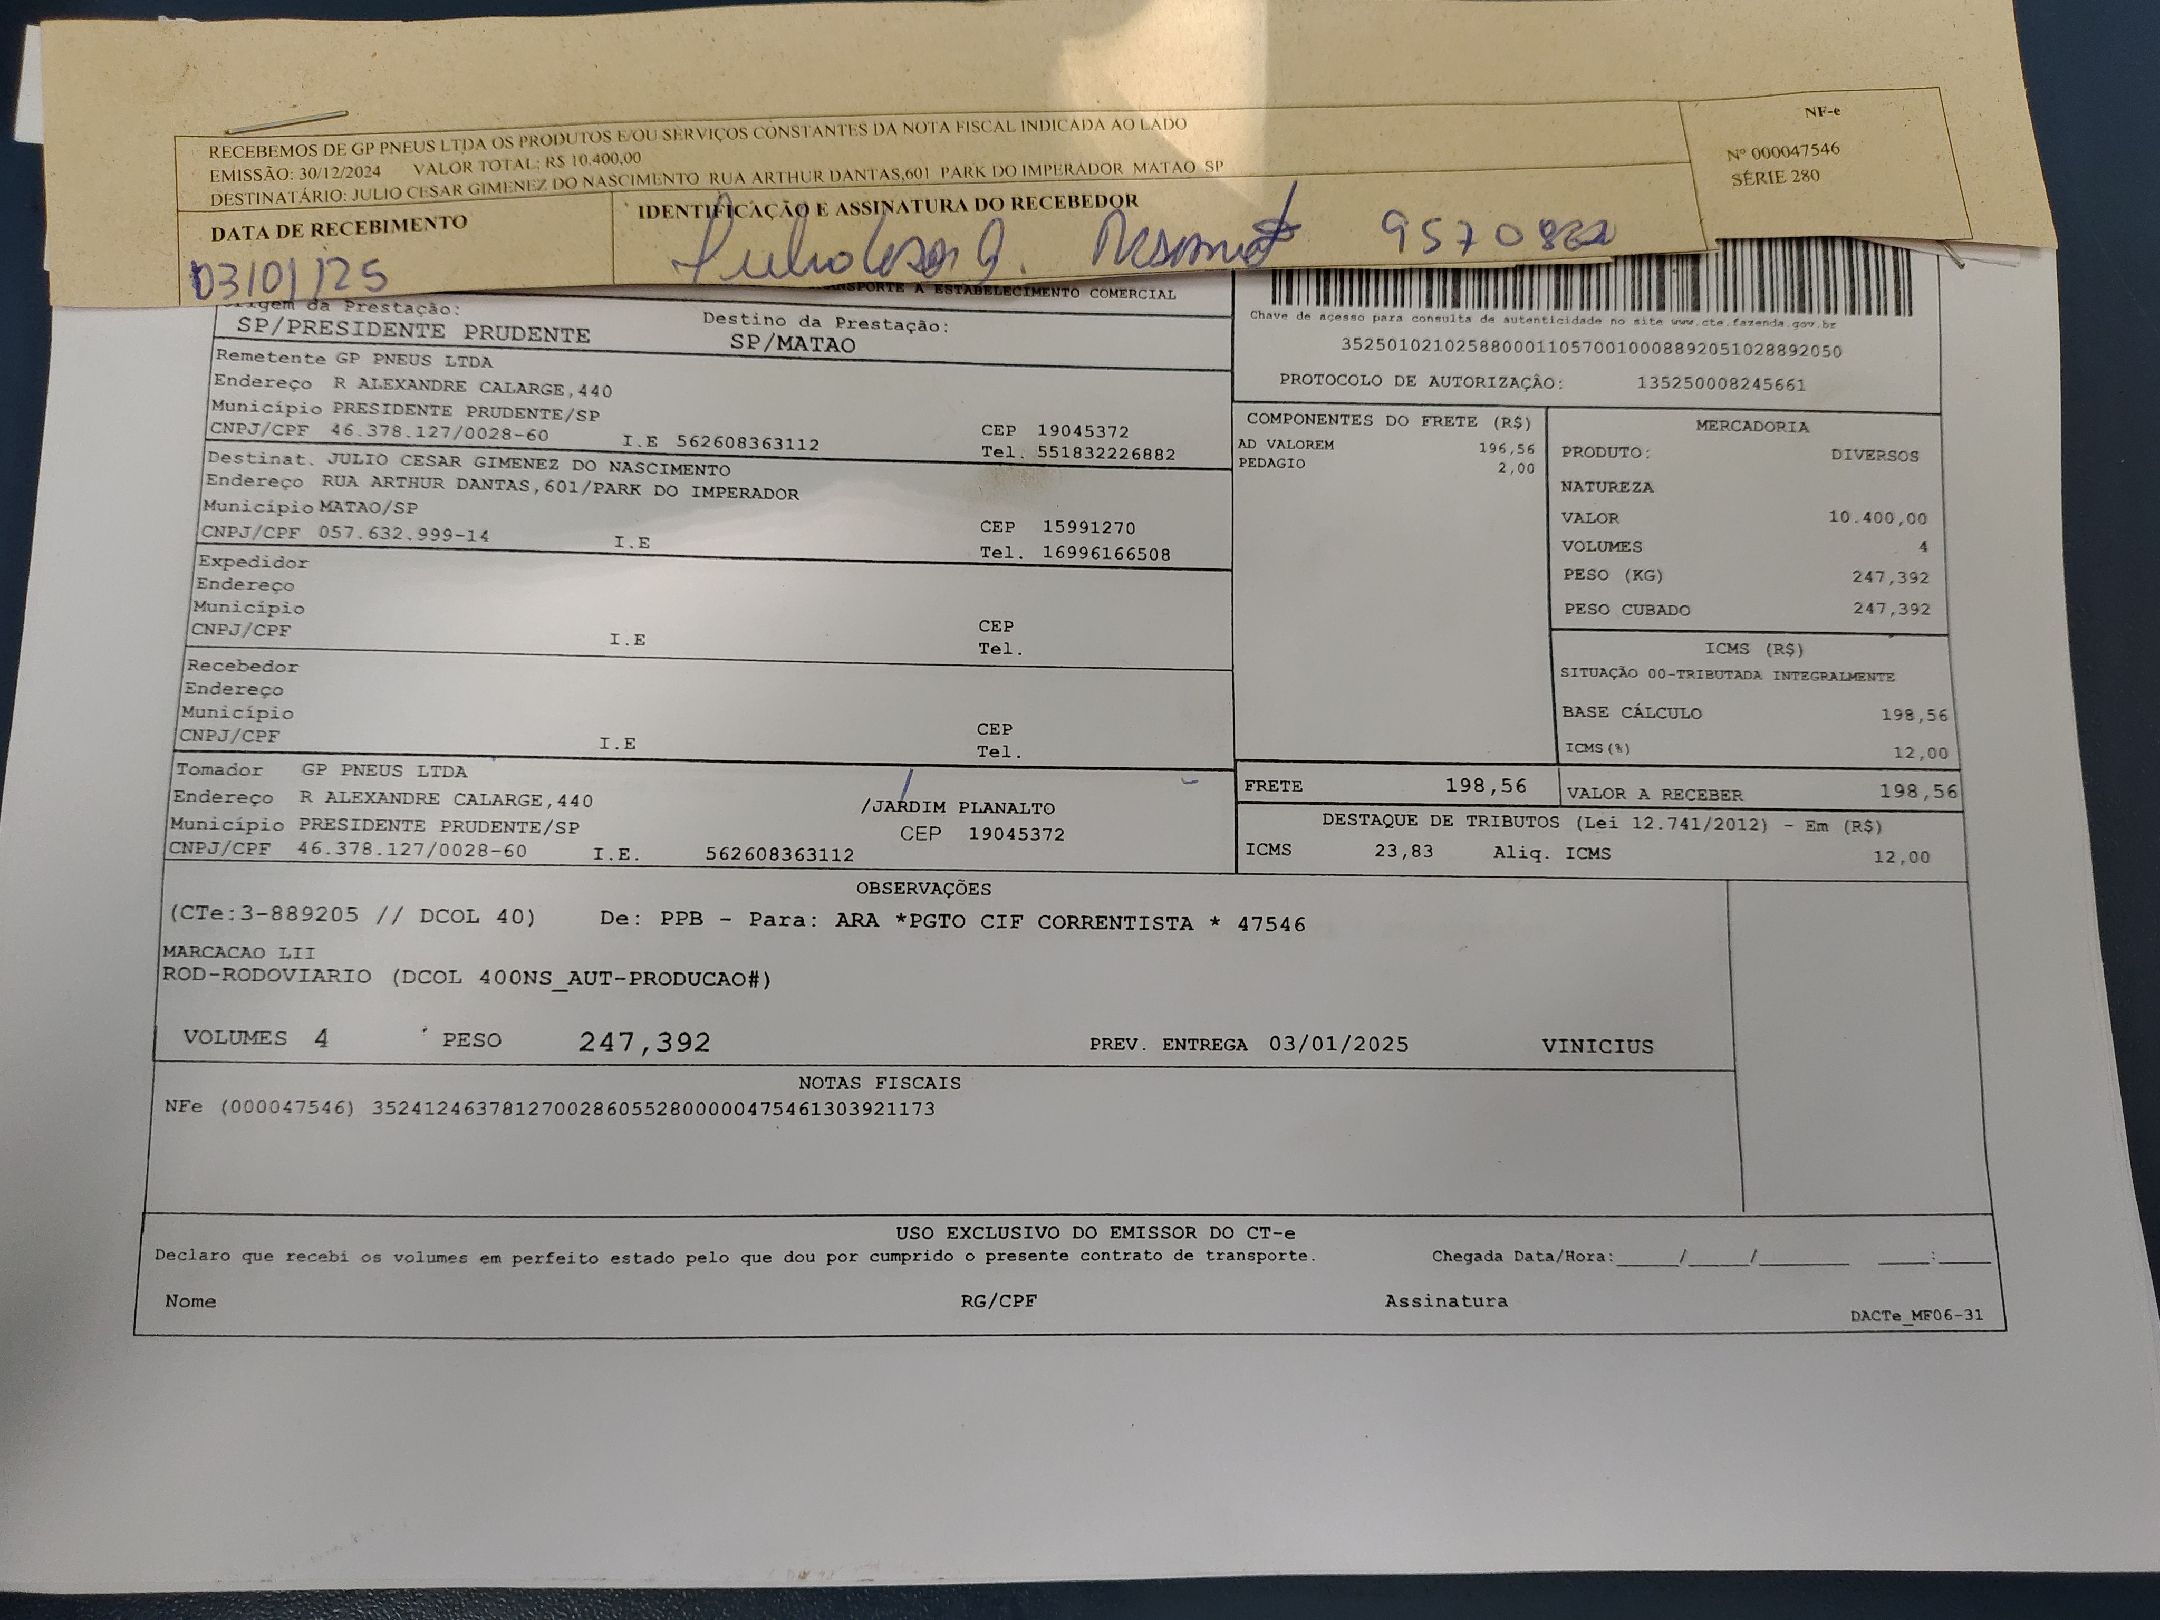 RECEBEMOS DE GP PNEUS LTDA OS PRODUTOS E/OU SERVIÇOS CONSTANTES DA NOTA FISCAL INDICADA AO LADO
EMISSÃO: 30/12/2024 VALOR TOTAL: R$ 10.400,00
DESTINATÁRIO: JULIO CESAR GIMENEZ DO NASCIMENTO RUA ARTHUR DANTAS,601 PARK DO IMPERADOR MATAO SP
NF-e
Nº 000047546
SÉRIE 280
DATA DE RECEBIMENTO
IDENTIFICAÇÃO E ASSINATURA DO RECEBEDOR
03/01/25
9570822
A ESTABELECIMENTO COMERCIAL
Origem da Prestação:
SP/PRESIDENTE PRUDENTE
Destino da Prestação:
SP/MATAO
Chave de acesso para consulta de autenticidade no site www.cte.fazenda.gov.br
35250102102588000110570010008892051028892050
PROTOCOLO DE AUTORIZAÇÃO: 135250008245661
Remetente GP PNEUS LTDA
Endereço R ALEXANDRE CALARGE,440
Município PRESIDENTE PRUDENTE/SP
CEP 19045372
CNPJ/CPF 46.378.127/0028-60 I.E 562608363112 Tel. 551832226882
Destinat. JULIO CESAR GIMENEZ DO NASCIMENTO
Endereço RUA ARTHUR DANTAS,601/PARK DO IMPERADOR
Município MATAO/SP CEP 15991270
CNPJ/CPF 057.632.999-14 I.E Tel. 16996166508
Expedidor
Endereço
Município CEP
CNPJ/CPF I.E Tel.
Recebedor
Endereço
Município CEP
CNPJ/CPF I.E Tel.
Tomador GP PNEUS LTDA
Endereço R ALEXANDRE CALARGE,440 /JARDIM PLANALTO
Município PRESIDENTE PRUDENTE/SP CEP 19045372
CNPJ/CPF 46.378.127/0028-60 I.E. 562608363112
COMPONENTES DO FRETE (R$)
AD VALOREM 196,56
PEDAGIO 2,00
MERCADORIA
PRODUTO: DIVERSOS
NATUREZA
VALOR 10.400,00
VOLUMES 4
PESO (KG) 247,392
PESO CUBADO 247,392
ICMS (R$)
SITUAÇÃO 00-TRIBUTADA INTEGRALMENTE
BASE CÁLCULO 198,56
ICMS(%) 12,00
FRETE 198,56
VALOR A RECEBER 198,56
DESTAQUE DE TRIBUTOS (Lei 12.741/2012) - Em (R$)
ICMS 23,83 Aliq. ICMS 12,00
OBSERVAÇÕES
(CTe:3-889205 // DCOL 40) De: PPB - Para: ARA *PGTO CIF CORRENTISTA * 47546
MARCACAO LII
ROD-RODOVIARIO (DCOL 400NS_AUT-PRODUCAO#)
VOLUMES 4 PESO 247,392 PREV. ENTREGA 03/01/2025 VINICIUS
NOTAS FISCAIS
NFe (000047546) 35241246378127002860552800000475461303921173
USO EXCLUSIVO DO EMISSOR DO CT-e
Declaro que recebi os volumes em perfeito estado pelo que dou por cumprido o presente contrato de transporte. Chegada Data/Hora:_____/_____/_______ ____:____
Nome RG/CPF Assinatura
DACTe_MF06-31